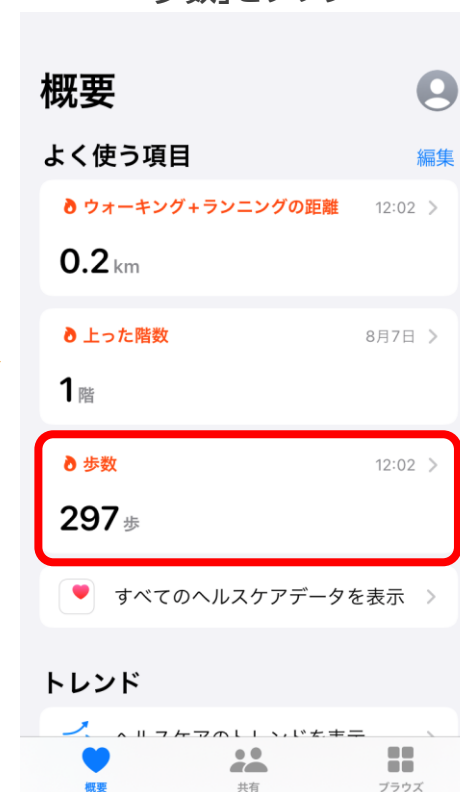 概要
よく使う項目 編集
ウォーキング+ランニングの距離 12:02
0.2 km
上った階数 8月7日
1 階
歩数 12:02
297 歩
すべてのヘルスケアデータを表示
トレンド
概要 共有 ブラウズ